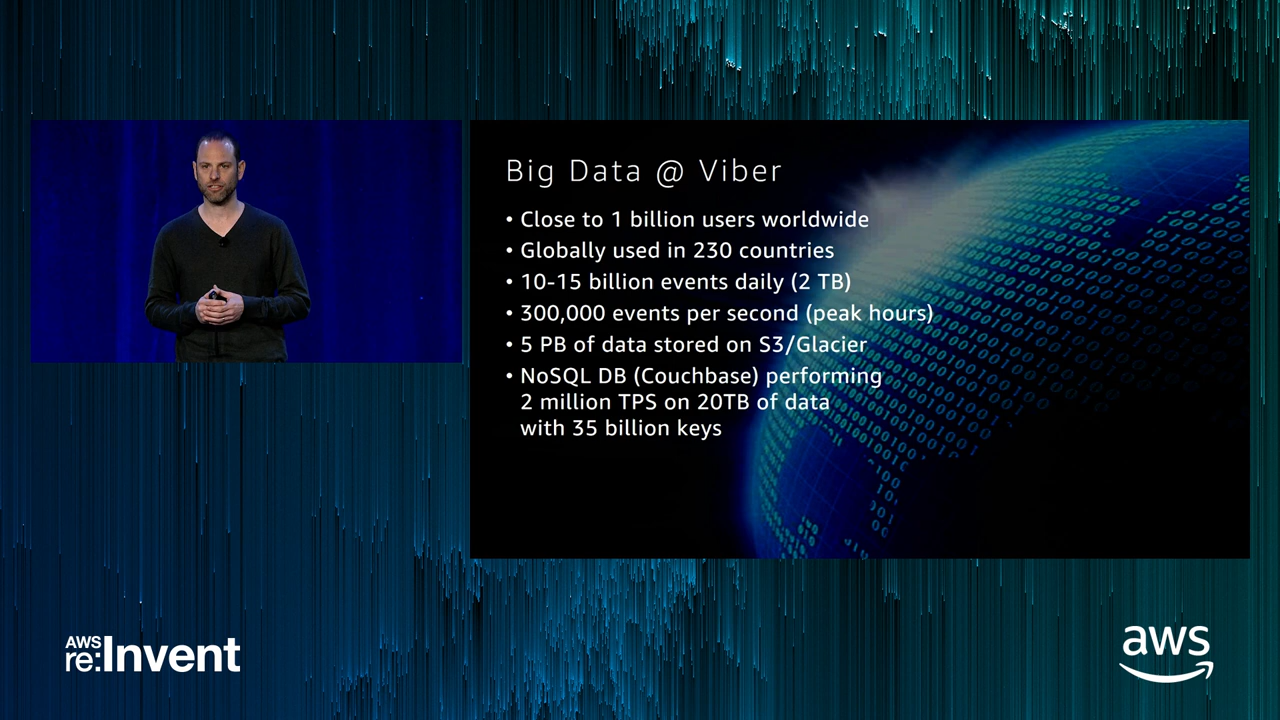 Big Data @ Viber
• Close to 1 billion users worldwide
• Globally used in 230 countries
• 10-15 billion events daily (2 TB)
• 300,000 events per second (peak hours)
• 5 PB of data stored on S3/Glacier
• NoSQL DB (Couchbase) performing
2 million TPS on 20TB of data
with 35 billion keys
AWS
re:Invent
aws